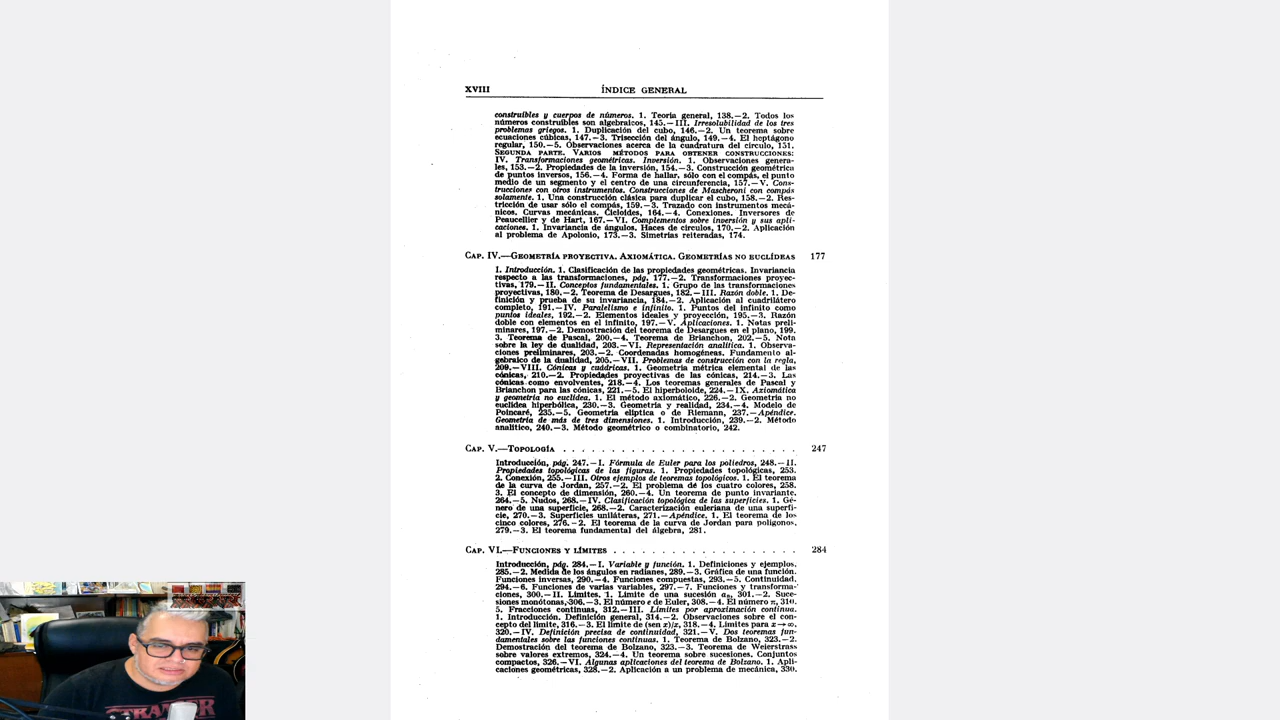 XVIII ÍNDICE GENERAL
construibles y cuerpos de números. 1. Teoría general, 138.—2. Todos los
números construibles son algebraicos, 145.—III. Irresolubilidad de los tres
problemas griegos. 1. Duplicación del cubo, 146.—2. Un teorema sobre
ecuaciones cúbicas, 147.—3. Trisección del ángulo, 149.—4. El heptágono
regular, 150.—5. Observaciones acerca de la cuadratura del círculo, 151.
SEGUNDA PARTE. VARIOS MÉTODOS PARA OBTENER CONSTRUCCIONES:
IV. Transformaciones geométricas. Inversión. 1. Observaciones genera-
les, 153.—2. Propiedades de la inversión, 154.—3. Construcción geométrica
de puntos inversos, 156.—4. Forma de hallar, sólo con el compás, el punto
medio de un segmento y el centro de una circunferencia, 157.—V. Cons-
trucciones con otros instrumentos. Construcciones de Mascheroni con compás
solamente. 1. Una construcción clásica para duplicar el cubo, 158.—2. Res-
tricción de usar sólo el compás, 159.—3. Trazado con instrumentos mecá-
nicos. Curvas mecánicas. Cicloides, 164.—4. Conexiones. Inversores de
Peaucellier y de Hart, 167.—VI. Complementos sobre inversión y sus apli-
caciones. 1. Invariancia de ángulos. Haces de círculos, 170.—2. Aplicación
al problema de Apolonio, 173.—3. Simetrías reiteradas, 174.
CAP. IV.—GEOMETRÍA PROYECTIVA. AXIOMÁTICA. GEOMETRÍAS NO EUCLÍDEAS 177
I. Introducción. 1. Clasificación de las propiedades geométricas. Invariancia
respecto a las transformaciones, pág. 177.—2. Transformaciones proyec-
tivas, 179.—II. Conceptos fundamentales. 1. Grupo de las transformaciones
proyectivas, 180.—2. Teorema de Desargues, 182.—III. Razón doble. 1. De-
finición y prueba de su invariancia, 184.—2. Aplicación al cuadrilátero
completo, 191.—IV. Paralelismo e infinito. 1. Puntos del infinito como
puntos ideales, 192.—2. Elementos ideales y proyección, 195.—3. Razón
doble con elementos en el infinito, 197.—V. Aplicaciones. 1. Notas preli-
minares, 197.—2. Demostración del teorema de Desargues en el plano, 199.
3. Teorema de Pascal, 200.—4. Teorema de Brianchon, 202.—5. Nota
sobre la ley de dualidad, 203.—VI. Representación analítica. 1. Observa-
ciones preliminares, 203.—2. Coordenadas homogéneas. Fundamento al-
gebraico de la dualidad, 205.—VII. Problemas de construcción con la regla,
209.—VIII. Cónicas y cuádricas. 1. Geometría métrica elemental de las
cónicas, 210.—2. Propiedades proyectivas de las cónicas, 214.—3. Las
cónicas como envolventes, 218.—4. Los teoremas generales de Pascal y
Brianchon para las cónicas, 221.—5. El hiperboloide, 224.—IX. Axiomática
y geometría no euclídea. 1. El método axiomático, 226.—2. Geometría no
euclídea hiperbólica, 230.—3. Geometría y realidad, 234.—4. Modelo de
Poincaré, 235.—5. Geometría elíptica o de Riemann, 237.—Apéndice.
Geometría de más de tres dimensiones. 1. Introducción, 239.—2. Método
analítico, 240.—3. Método geométrico o combinatorio, 242.
CAP. V.—TOPOLOGÍA . . . . . . . . . . . . . . . . . . . . . . . . 247
Introducción, pág. 247.—I. Fórmula de Euler para los poliedros, 248.—II.
Propiedades topológicas de las figuras. 1. Propiedades topológicas, 253.
2. Conexión, 255.—III. Otros ejemplos de teoremas topológicos. 1. El teorema
de la curva de Jordan, 257.—2. El problema de los cuatro colores, 258.
3. El concepto de dimensión, 260.—4. Un teorema de punto invariante,
264.—5. Nudos, 268.—IV. Clasificación topológica de las superficies. 1. Gé-
nero de una superficie, 268.—2. Caracterización euleriana de una superfi-
cie, 270.—3. Superficies uniláteras, 271.—Apéndice. 1. El teorema de los
cinco colores, 276.—2. El teorema de la curva de Jordan para polígonos,
279.—3. El teorema fundamental del álgebra, 281.
CAP. VI.—FUNCIONES Y LÍMITES . . . . . . . . . . . . . . . . . . . 284
Introducción, pág. 284.—I. Variable y función. 1. Definiciones y ejemplos,
285.—2. Medida de los ángulos en radianes, 289.—3. Gráfica de una función.
Funciones inversas, 290.—4. Funciones compuestas, 293.—5. Continuidad,
294.—6. Funciones de varias variables, 297.—7. Funciones y transforma-
ciones, 300.—II. Límites. 1. Límite de una sucesión aₙ, 301.—2. Suce-
siones monótonas, 306.—3. El número e de Euler, 308.—4. El número π, 310.
5. Fracciones continuas, 312.—III. Límites por aproximación continua.
1. Introducción. Definición general, 314.—2. Observaciones sobre el con-
cepto del límite, 316.—3. El límite de (sen x)/x, 318.—4. Límites para x→∞,
320.—IV. Definición precisa de continuidad, 321.—V. Dos teoremas fun-
damentales sobre las funciones continuas. 1. Teorema de Bolzano, 323.—2.
Demostración del teorema de Bolzano, 323.—3. Teorema de Weierstrass
sobre valores extremos, 324.—4. Un teorema sobre sucesiones. Conjuntos
compactos, 326.—VI. Algunas aplicaciones del teorema de Bolzano. 1. Apli-
caciones geométricas, 328.—2. Aplicación a un problema de mecánica, 330.